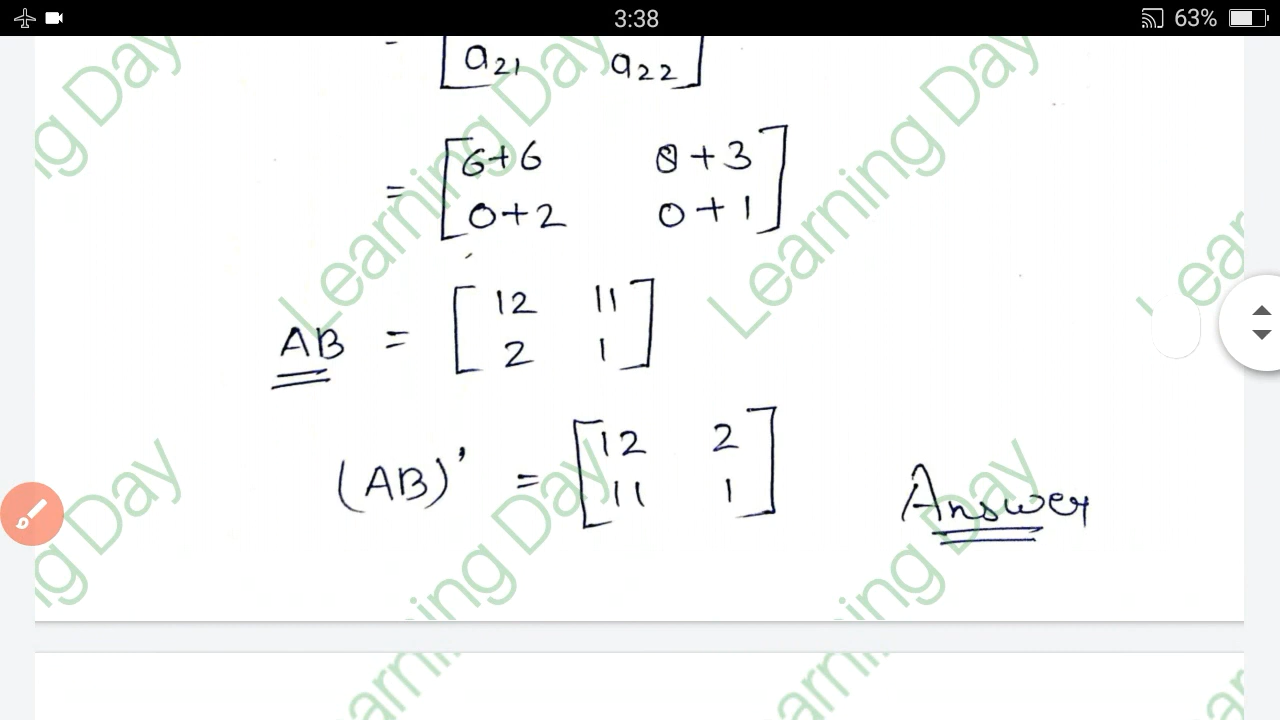 3:38 63%
a21 a22
= [6+6 8+3
0+2 0+1]
AB = [12 11
2 1]
(AB)' = [12 2
11 1]
Answer
Learning Day
Learning Day
Learning Day
Learning Day
Learning Day